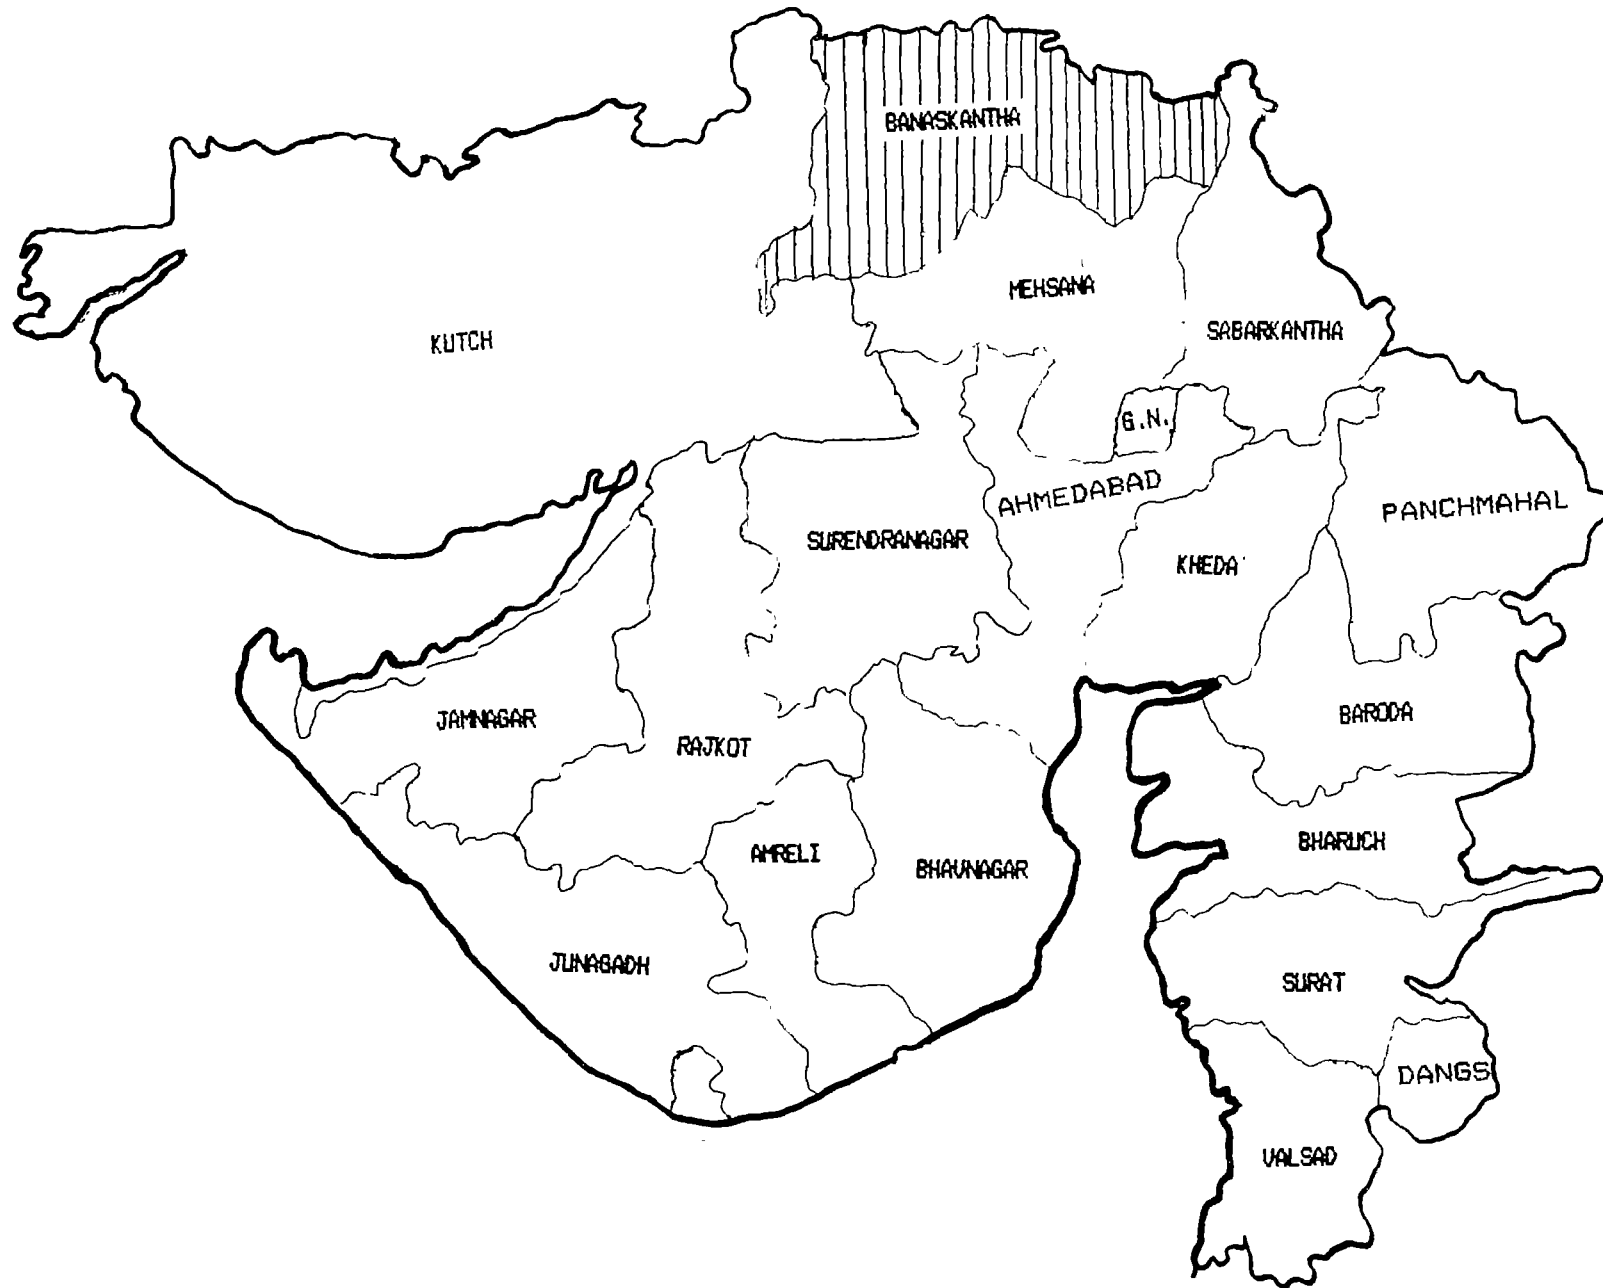 BANASKANTHA
MEHSANA
KUTCH
SABARKANTHA
G.N.
AHMEDABAD
PANCHMAHAL
SURENDRANAGAR
KHEDA
JAMNAGAR
BARODA
RAJKOT
AMRELI
BHARUCH
BHAVNAGAR
JUNAGADH
SURAT
DANGS
VALSAD